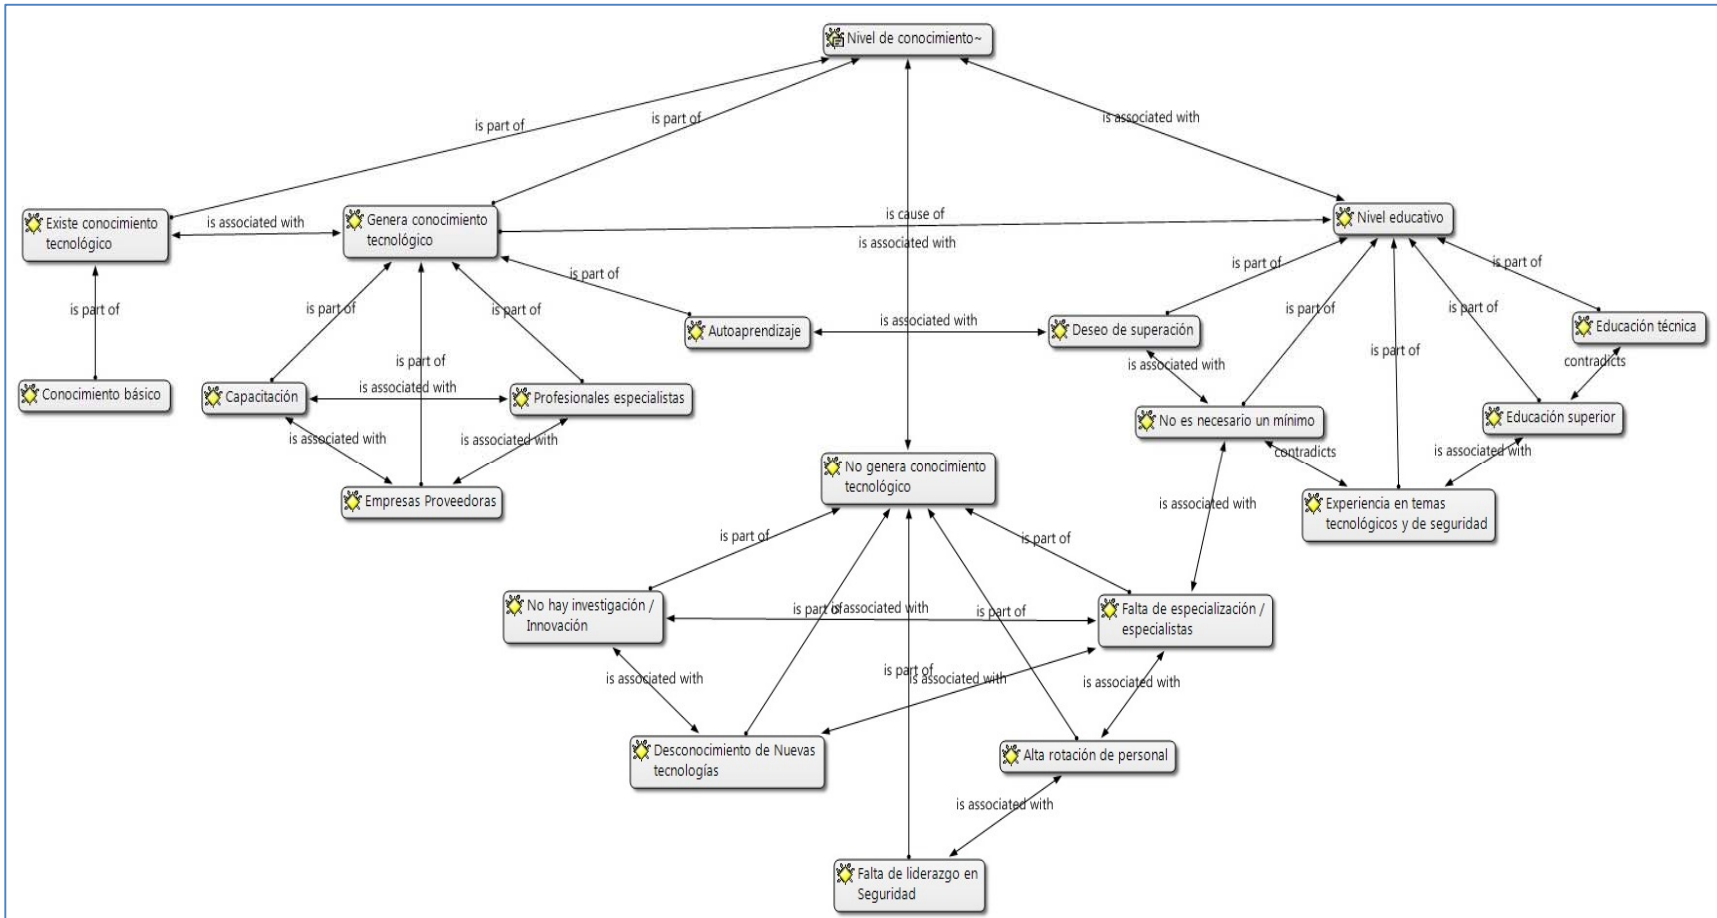 Nivel de conocimiento~
is part of
is part of
is associated with
Existe conocimiento
tecnológico
is associated with
Genera conocimiento
tecnológico
is cause of
is associated with
Nivel educativo
is part of
is part of
is part of
is part of
is part of
is part of
is part of
is part of
Autoaprendizaje
is associated with
Deseo de superación
Educación técnica
is part of
is part of
is associated with
contradicts
Conocimiento básico
Capacitación
is associated with
Profesionales especialistas
No es necesario un mínimo
Educación superior
is associated with
is associated with
contradicts
is associated with
Empresas Proveedoras
No genera conocimiento
tecnológico
is associated with
Experiencia en temas
tecnológicos y de seguridad
is part of
is part of
No hay investigación /
Innovación
is part of
is associated with
is part of
Falta de especialización /
especialistas
is associated with
is part of
is associated with
is associated with
Desconocimiento de Nuevas
tecnologías
Alta rotación de personal
is associated with
Falta de liderazgo en
Seguridad